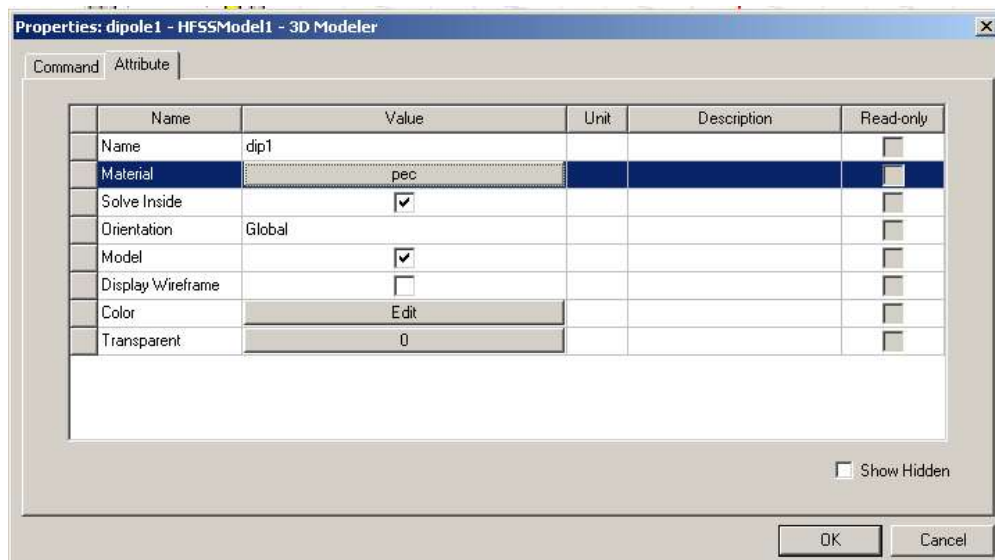 Properties: dipole1 - HFSSModel1 - 3D Modeler
Command Attribute
Name Value Unit Description Read-only
Name dip1
Material pec
Solve Inside
Orientation Global
Model
Display Wireframe
Color Edit
Transparent 0
Show Hidden
OK Cancel